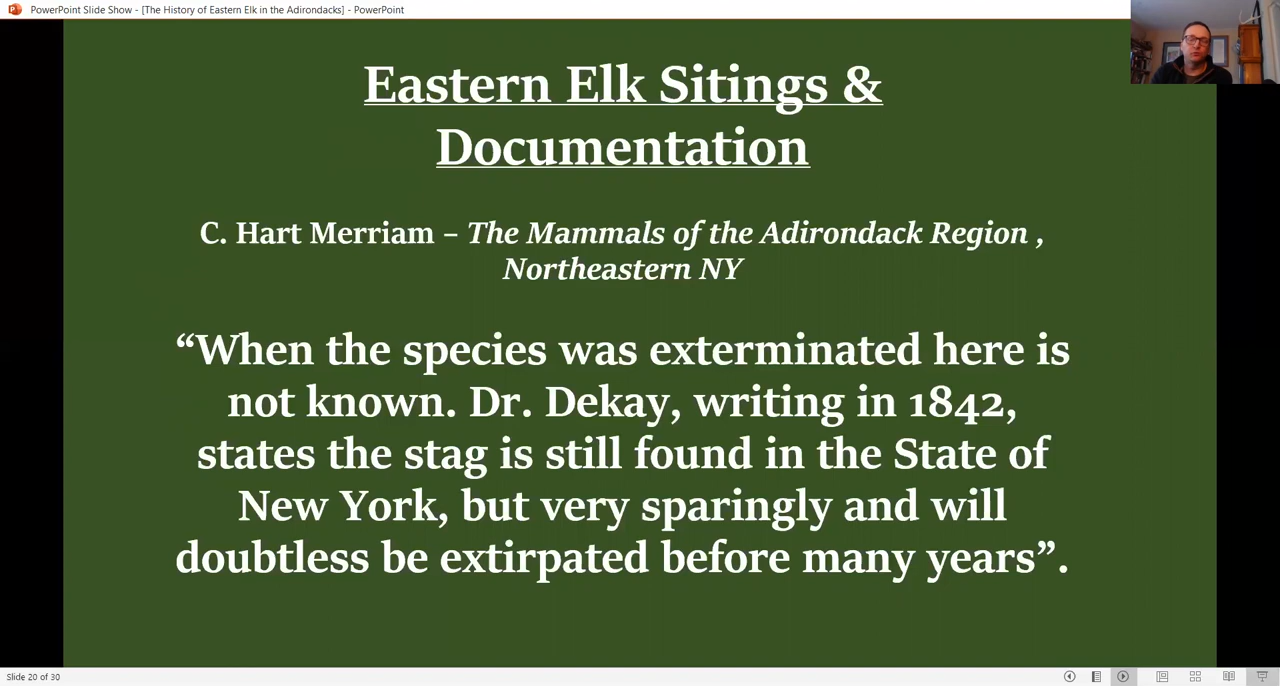 PowerPoint Slide Show - [The History of Eastern Elk in the Adirondacks] - PowerPoint
Eastern Elk Sitings &
Documentation
C. Hart Merriam – The Mammals of the Adirondack Region ,
Northeastern NY
“When the species was exterminated here is
not known. Dr. Dekay, writing in 1842,
states the stag is still found in the State of
New York, but very sparingly and will
doubtless be extirpated before many years”.
Slide 20 of 30